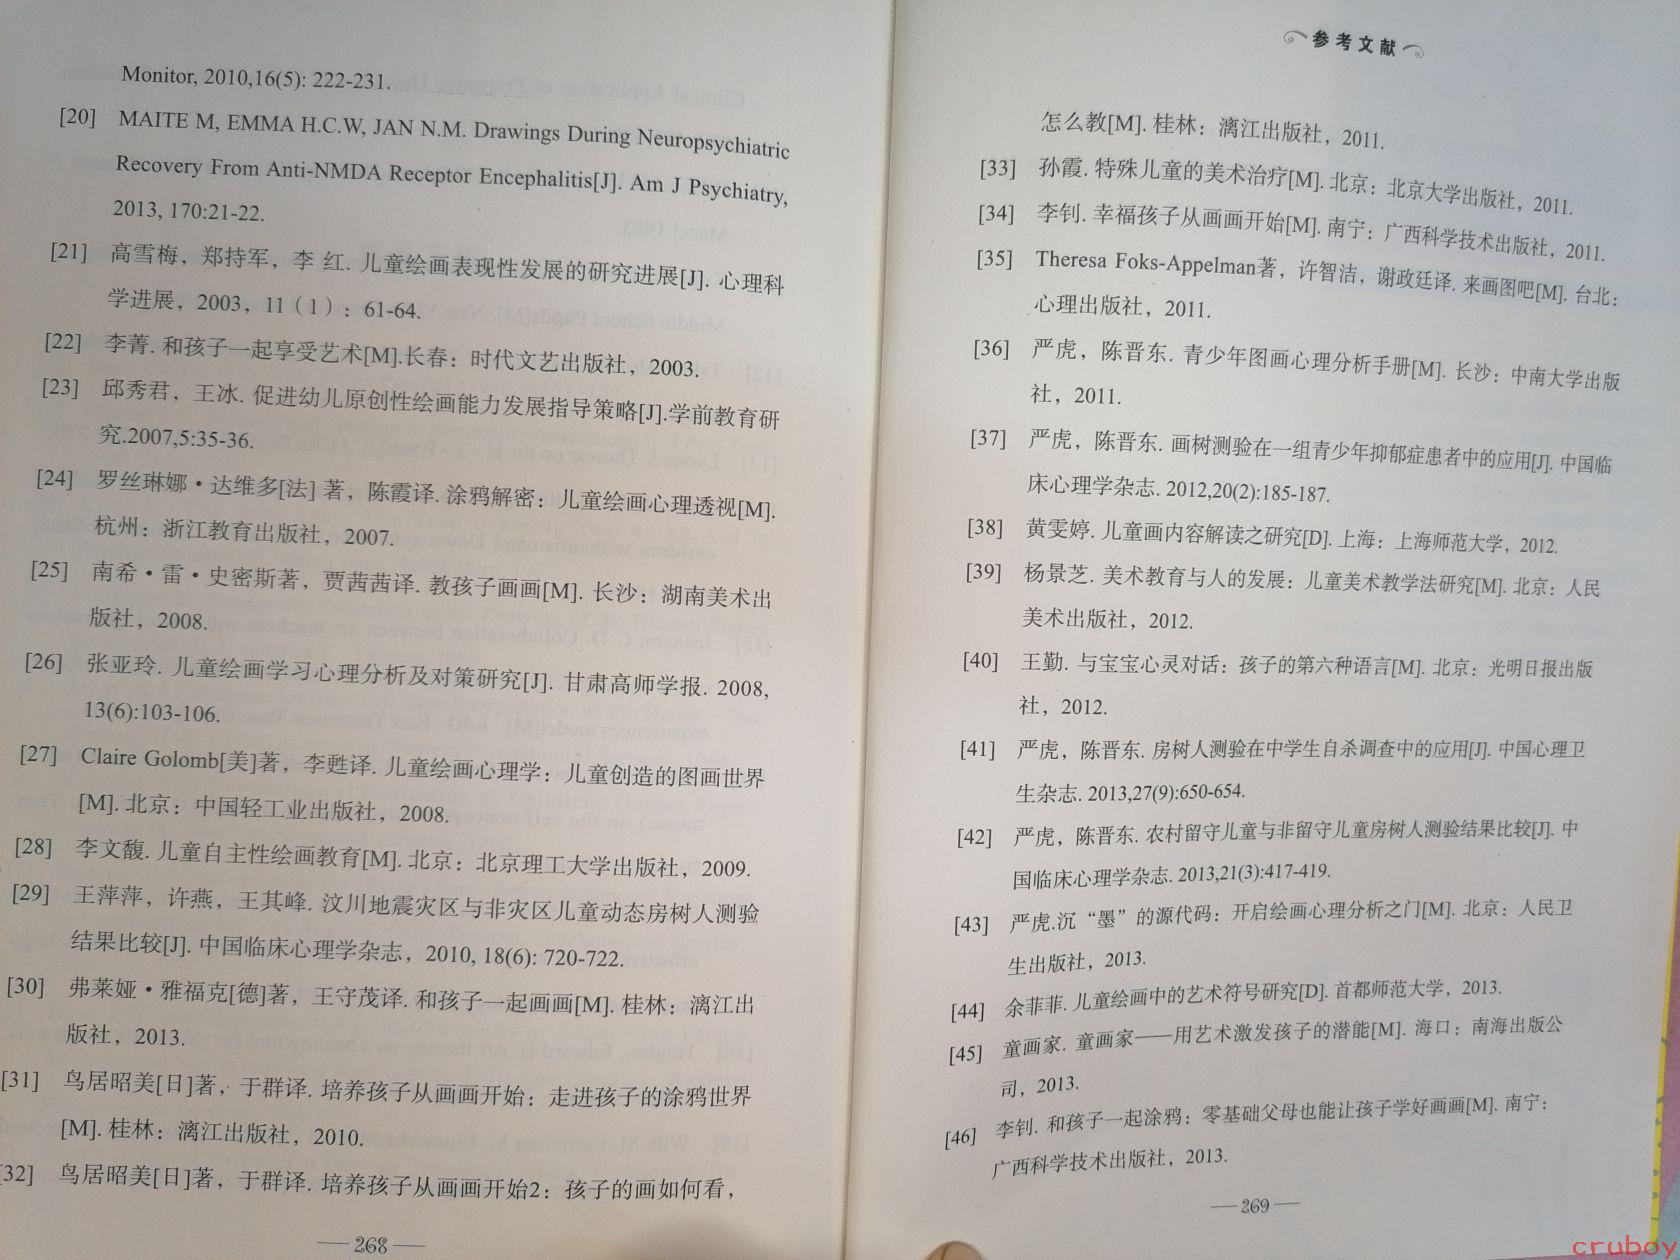 Monitor, 2010,16(5): 222-231.
[20] MAITE M, EMMA H.C.W, JAN N.M. Drawings During Neuropsychiatric
Recovery From Anti-NMDA Receptor Encephalitis[J]. Am J Psychiatry,
2013, 170:21-22.
[21] 高雪梅，郑持军，李 红. 儿童绘画表现性发展的研究进展[J]. 心理科
学进展，2003，11（1）：61-64.
[22] 李菁. 和孩子一起享受艺术[M].长春：时代文艺出版社，2003.
[23] 邱秀君，王冰. 促进幼儿原创性绘画能力发展指导策略[J].学前教育研
究.2007,5:35-36.
[24] 罗丝琳娜·达维多[法] 著，陈霞译. 涂鸦解密：儿童绘画心理透视[M].
杭州：浙江教育出版社，2007.
[25] 南希·雷·史密斯著，贾茜茜译. 教孩子画画[M]. 长沙：湖南美术出
版社，2008.
[26] 张亚玲. 儿童绘画学习心理分析及对策研究[J]. 甘肃高师学报. 2008,
13(6):103-106.
[27] Claire Golomb[美]著，李甦译. 儿童绘画心理学：儿童创造的图画世界
[M]. 北京：中国轻工业出版社，2008.
[28] 李文馥. 儿童自主性绘画教育[M]. 北京：北京理工大学出版社，2009.
[29] 王萍萍，许燕，王其峰. 汶川地震灾区与非灾区儿童动态房树人测验
结果比较[J]. 中国临床心理学杂志，2010, 18(6): 720-722.
[30] 弗莱娅·雅福克[德]著，王守茂译. 和孩子一起画画[M]. 桂林：漓江出
版社，2013.
[31] 鸟居昭美[日]著，于群译. 培养孩子从画画开始：走进孩子的涂鸦世界
[M]. 桂林：漓江出版社，2010.
[32] 鸟居昭美[日]著，于群译. 培养孩子从画画开始2：孩子的画如何看，
268
参考文献
怎么教[M]. 桂林：漓江出版社，2011.
[33] 孙霞. 特殊儿童的美术治疗[M]. 北京：北京大学出版社，2011.
[34] 李钊. 幸福孩子从画画开始[M]. 南宁：广西科学技术出版社，2011.
[35] Theresa Foks-Appelman著，许智洁，谢政廷译. 来画图吧[M]. 台北：
心理出版社，2011.
[36] 严虎，陈晋东. 青少年图画心理分析手册[M]. 长沙：中南大学出版
社，2011.
[37] 严虎，陈晋东. 画树测验在一组青少年抑郁症患者中的应用[J]. 中国临
床心理学杂志. 2012,20(2):185-187.
[38] 黄雯婷. 儿童画内容解读之研究[D]. 上海：上海师范大学，2012.
[39] 杨景芝. 美术教育与人的发展：儿童美术教学法研究[M]. 北京：人民
美术出版社，2012.
[40] 王勤. 与宝宝心灵对话：孩子的第六种语言[M]. 北京：光明日报出版
社，2012.
[41] 严虎，陈晋东. 房树人测验在中学生自杀调查中的应用[J]. 中国心理卫
生杂志. 2013,27(9):650-654.
[42] 严虎，陈晋东. 农村留守儿童与非留守儿童房树人测验结果比较[J]. 中
国临床心理学杂志. 2013,21(3):417-419.
[43] 严虎.沉“墨”的源代码：开启绘画心理分析之门[M]. 北京：人民卫
生出版社，2013.
[44] 余菲菲. 儿童绘画中的艺术符号研究[D]. 首都师范大学，2013.
[45] 童画家. 童画家——用艺术激发孩子的潜能[M]. 海口：南海出版公
司，2013.
[46] 李钊. 和孩子一起涂鸦：零基础父母也能让孩子学好画画[M]. 南宁：
广西科学技术出版社，2013.
269
cruboy